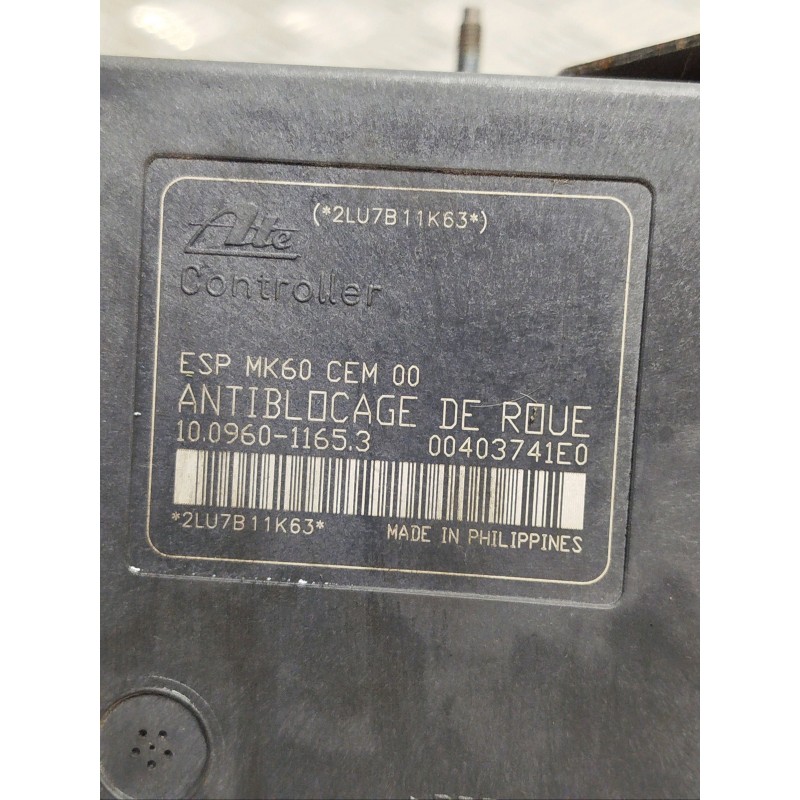 (*2LU7B11K63*)
Ate
Controller
ESP MK60 CEM 00
ANTIBLOCAGE DE ROUE
10.0960-1165.3 00403741E0
*2LU7B11K63*
MADE IN PHILIPPINES